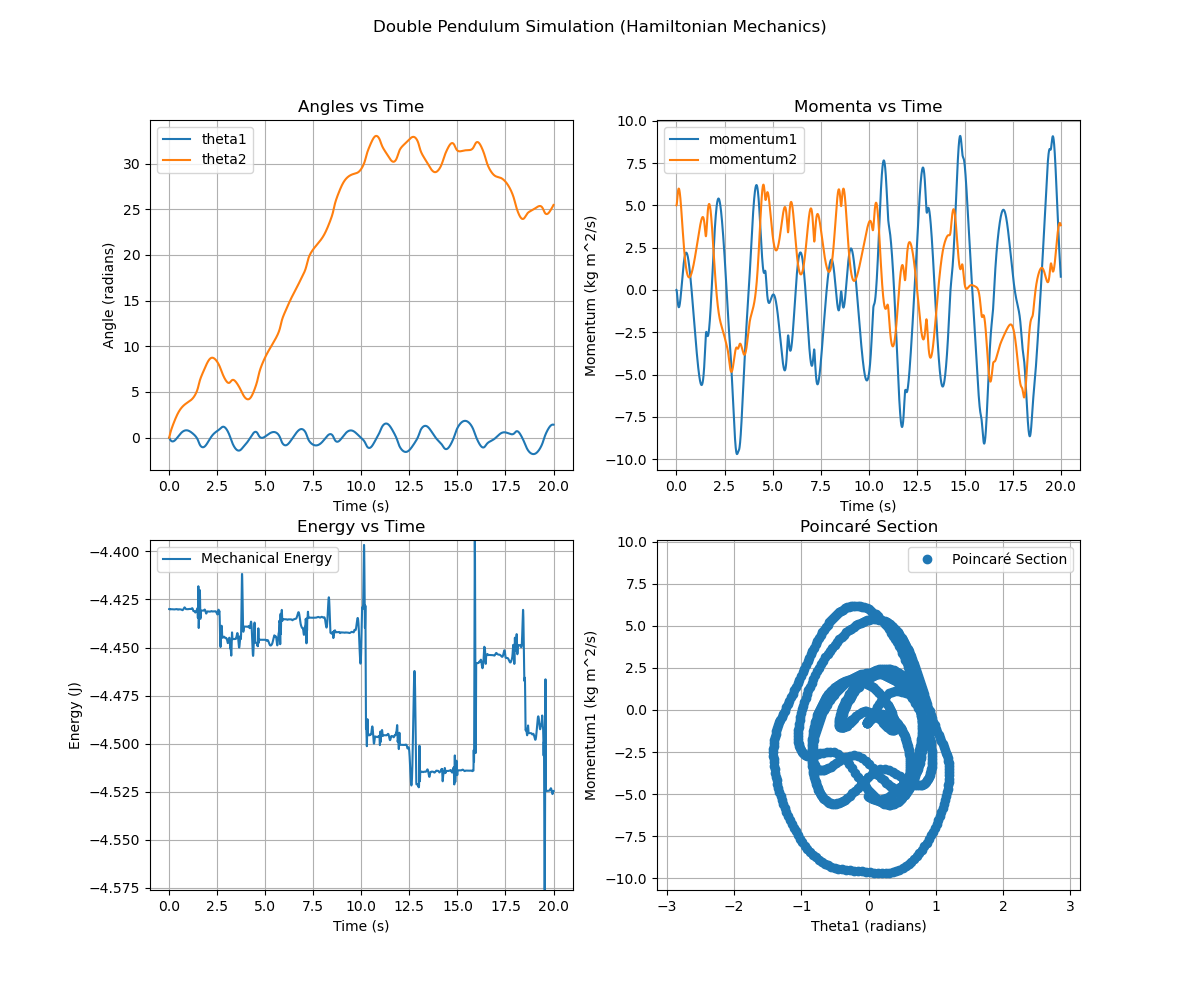 Double Pendulum Simulation (Hamiltonian Mechanics)
Angles vs Time
theta1
theta2
Angle (radians)
30
25
20
15
10
5
0
0.0 2.5 5.0 7.5 10.0 12.5 15.0 17.5 20.0
Time (s)
Momenta vs Time
momentum1
momentum2
Momentum (kg m^2/s)
10.0
7.5
5.0
2.5
0.0
−2.5
−5.0
−7.5
−10.0
0.0 2.5 5.0 7.5 10.0 12.5 15.0 17.5 20.0
Time (s)
Energy vs Time
Mechanical Energy
Energy (J)
−4.400
−4.425
−4.450
−4.475
−4.500
−4.525
−4.550
−4.575
0.0 2.5 5.0 7.5 10.0 12.5 15.0 17.5 20.0
Time (s)
Poincaré Section
Poincaré Section
Momentum1 (kg m^2/s)
10.0
7.5
5.0
2.5
0.0
−2.5
−5.0
−7.5
−10.0
−3 −2 −1 0 1 2 3
Theta1 (radians)